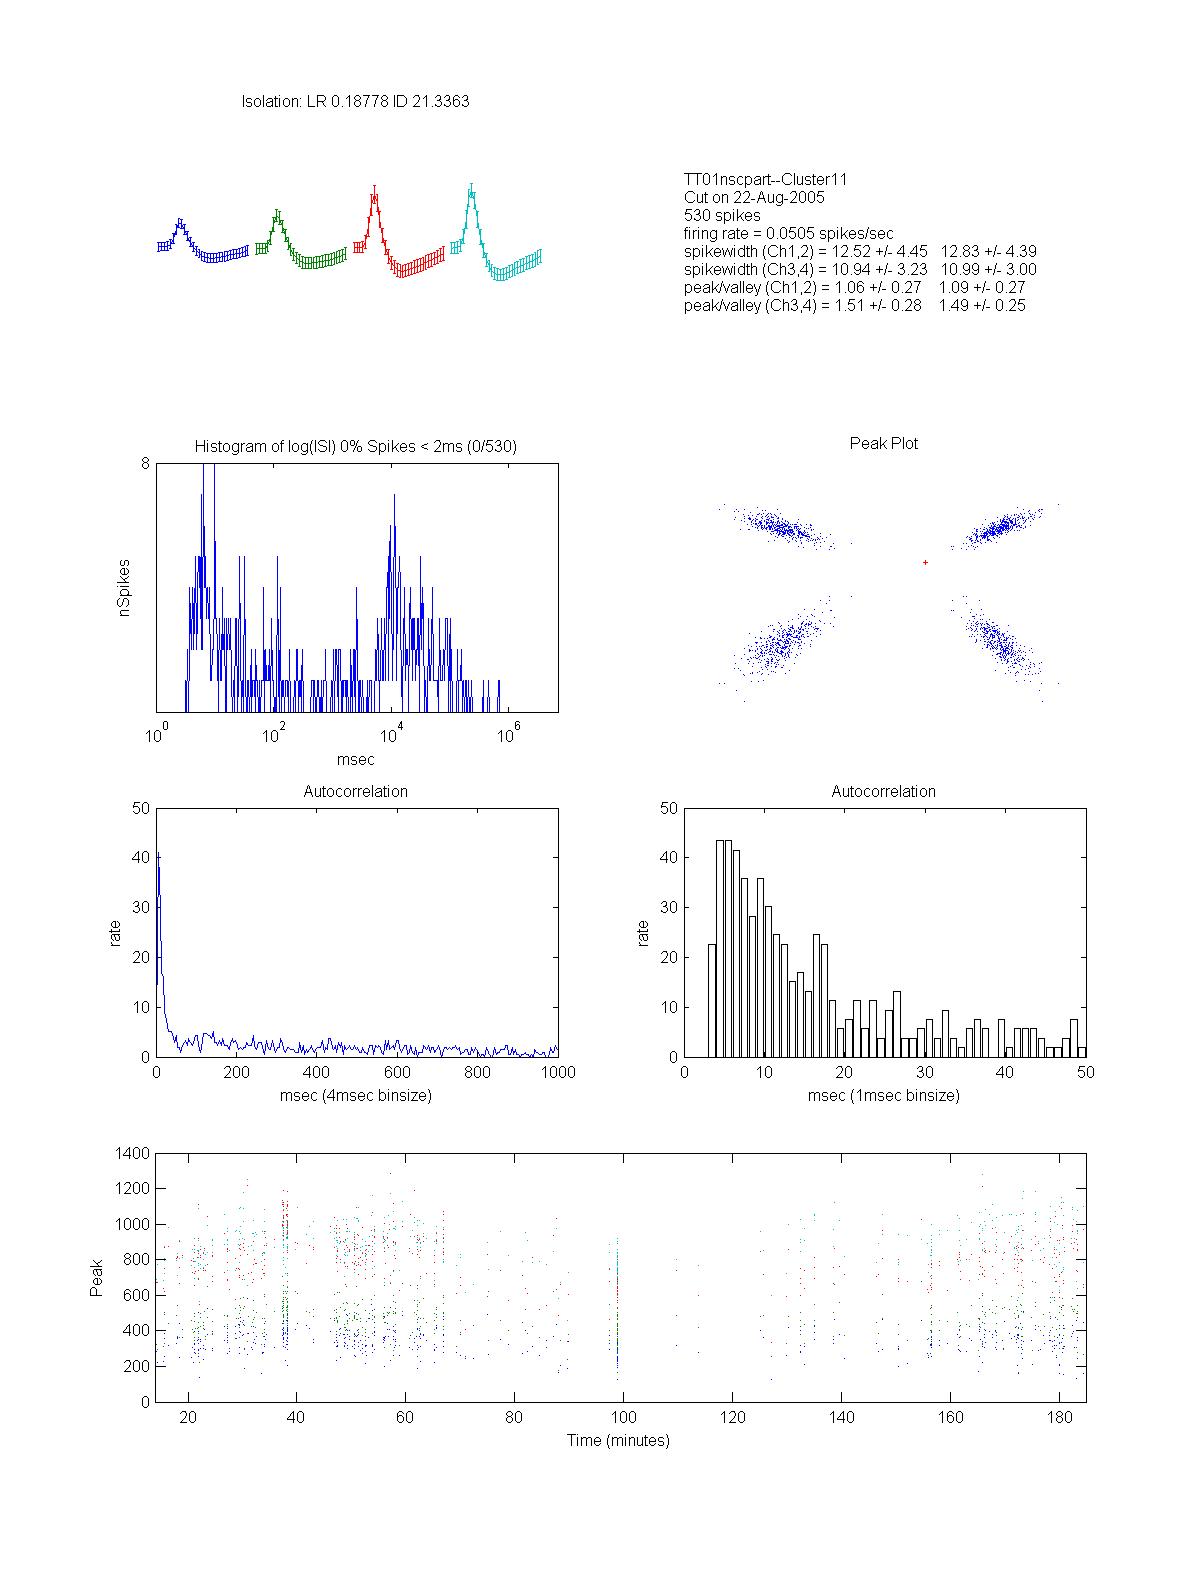 Isolation: LR 0.18778 ID 21.3363
TT01nscpart--Cluster11
Cut on 22-Aug-2005
530 spikes
firing rate = 0.0505 spikes/sec
spikewidth (Ch1,2) = 12.52 +/- 4.45 12.83 +/- 4.39
spikewidth (Ch3,4) = 10.94 +/- 3.23 10.99 +/- 3.00
peak/valley (Ch1,2) = 1.06 +/- 0.27 1.09 +/- 0.27
peak/valley (Ch3,4) = 1.51 +/- 0.28 1.49 +/- 0.25
Histogram of log(ISI) 0% Spikes < 2ms (0/530)
8
nSpikes
10^0 10^2 10^4 10^6
msec
Peak Plot
Autocorrelation
50
40
30
20
10
0
rate
0 200 400 600 800 1000
msec (4msec binsize)
Autocorrelation
50
40
30
20
10
0
rate
0 10 20 30 40 50
msec (1msec binsize)
1400
1200
1000
800
600
400
200
0
Peak
20 40 60 80 100 120 140 160 180
Time (minutes)